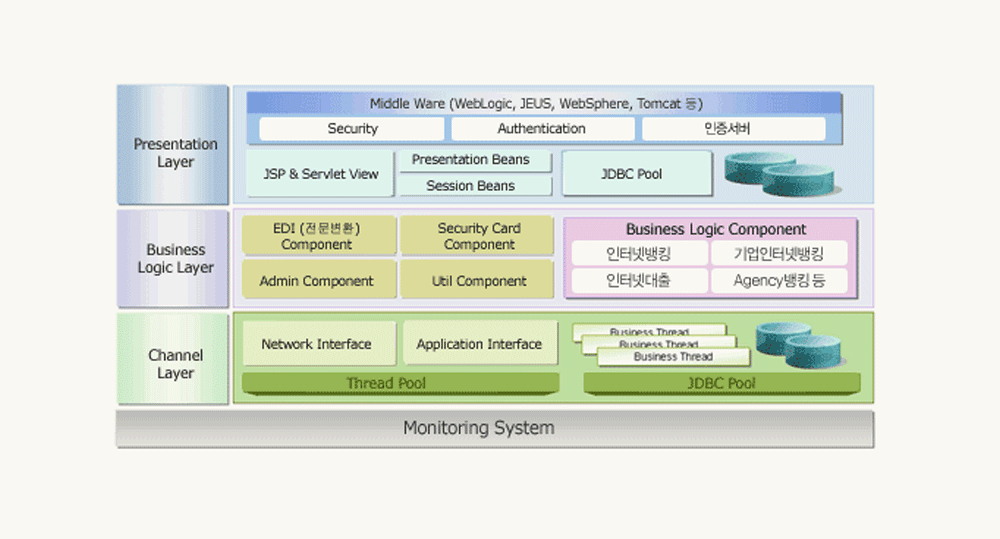 Presentation
Layer
Middle Ware (WebLogic, JEUS, WebSphere, Tomcat 등)
Security
Authentication
인증서버
JSP & Servlet View
Presentation Beans
Session Beans
JDBC Pool
Business
Logic Layer
EDI (전문변환)
Component
Security Card
Component
Admin Component
Util Component
Business Logic Component
인터넷뱅킹
기업인터넷뱅킹
인터넷대출
Agency뱅킹 등
Channel
Layer
Network Interface
Application Interface
Business Thread
Business Thread
Business Thread
Thread Pool
JDBC Pool
Monitoring System